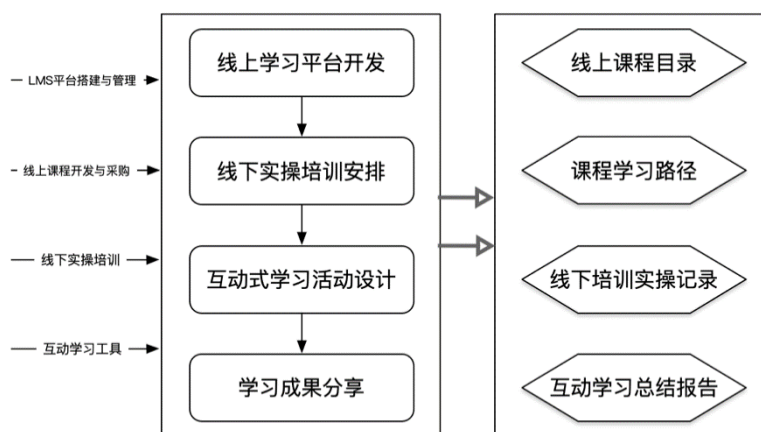 LMS平台搭建与管理
线上课程开发与采购
线下实操培训
互动学习工具
线上学习平台开发
线下实操培训安排
互动式学习活动设计
学习成果分享
线上课程目录
课程学习路径
线下培训实操记录
互动学习总结报告